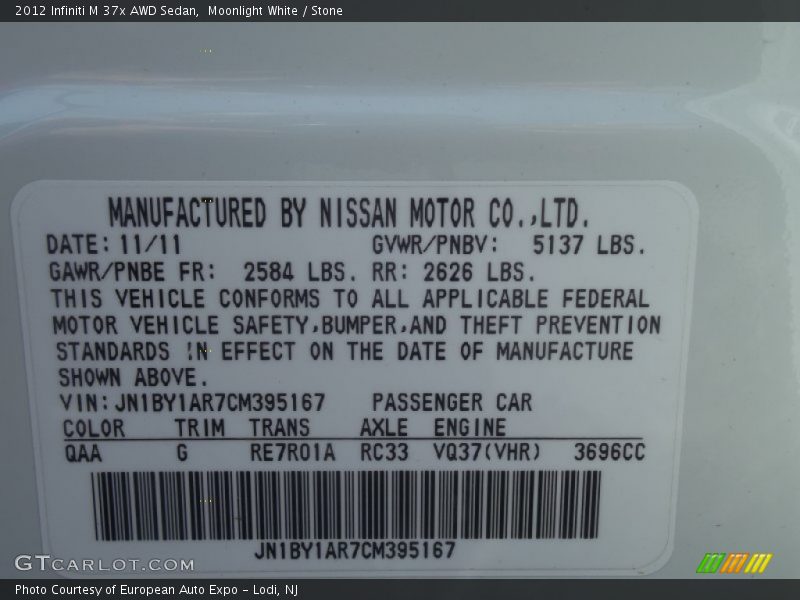 2012 Infiniti M 37x AWD Sedan,  Moonlight White / Stone
MANUFACTURED BY NISSAN MOTOR CO.,LTD.
DATE: 11/11 GVWR/PNBV: 5137 LBS.
GAWR/PNBE FR: 2584 LBS. RR: 2626 LBS.
THIS VEHICLE CONFORMS TO ALL APPLICABLE FEDERAL
MOTOR VEHICLE SAFETY,BUMPER,AND THEFT PREVENTION
STANDARDS IN EFFECT ON THE DATE OF MANUFACTURE
SHOWN ABOVE.
VIN:JN1BY1AR7CM395167 PASSENGER CAR
COLOR TRIM TRANS AXLE ENGINE
QAA G RE7R01A RC33 VQ37(VHR) 3696CC
JN1BY1AR7CM395167
GTCARLOT.COM
Photo Courtesy of European Auto Expo - Lodi, NJ